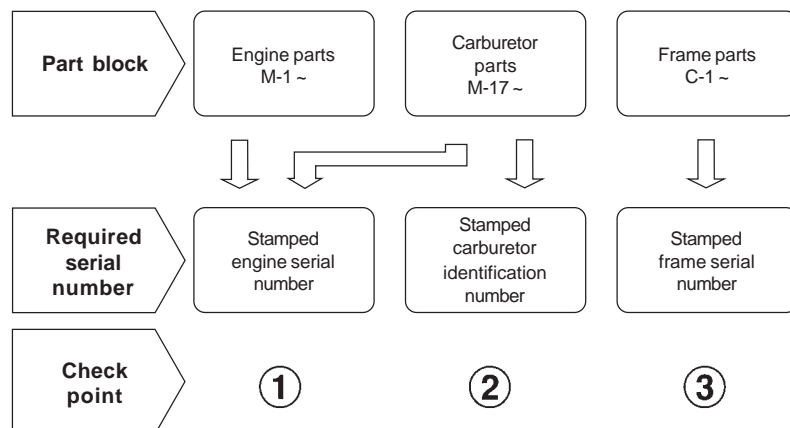 Part block
Engine parts
M-1 ~
Carburetor
parts
M-17 ~
Frame parts
C-1 ~
Required
serial
number
Stamped
engine serial
number
Stamped
carburetor
identification
number
Stamped
frame serial
number
Check
point
1
2
3